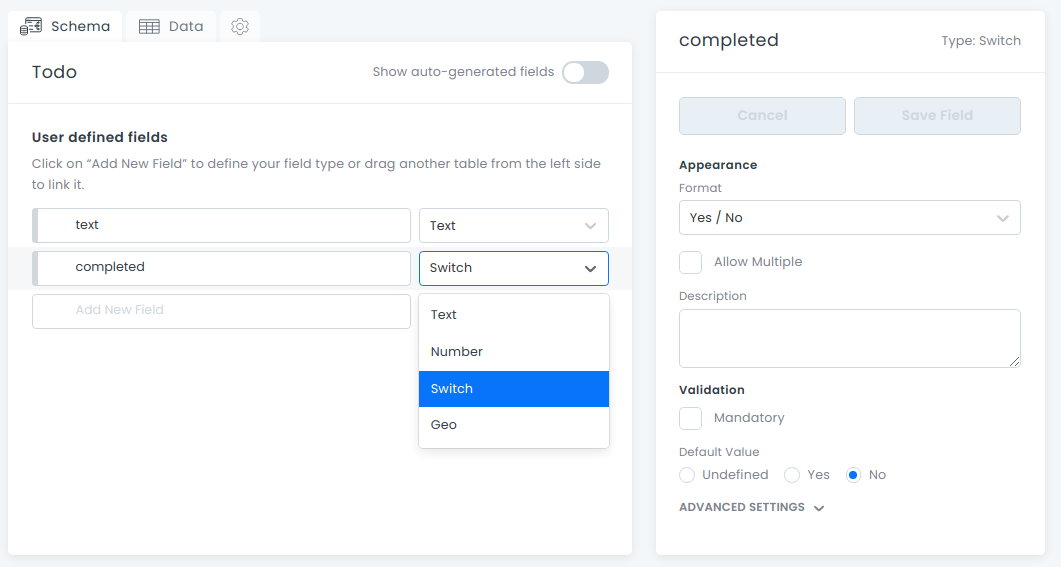 Schema
Data
Todo
Show auto-generated fields
User defined fields
Click on “Add New Field” to define your field type or drag another table from the left side
to link it.
text
Text
completed
Switch
Add New Field
Text
Number
Switch
Geo
completed
Type: Switch
Cancel
Save Field
Appearance
Format
Yes / No
Allow Multiple
Description
Validation
Mandatory
Default Value
Undefined
Yes
No
ADVANCED SETTINGS